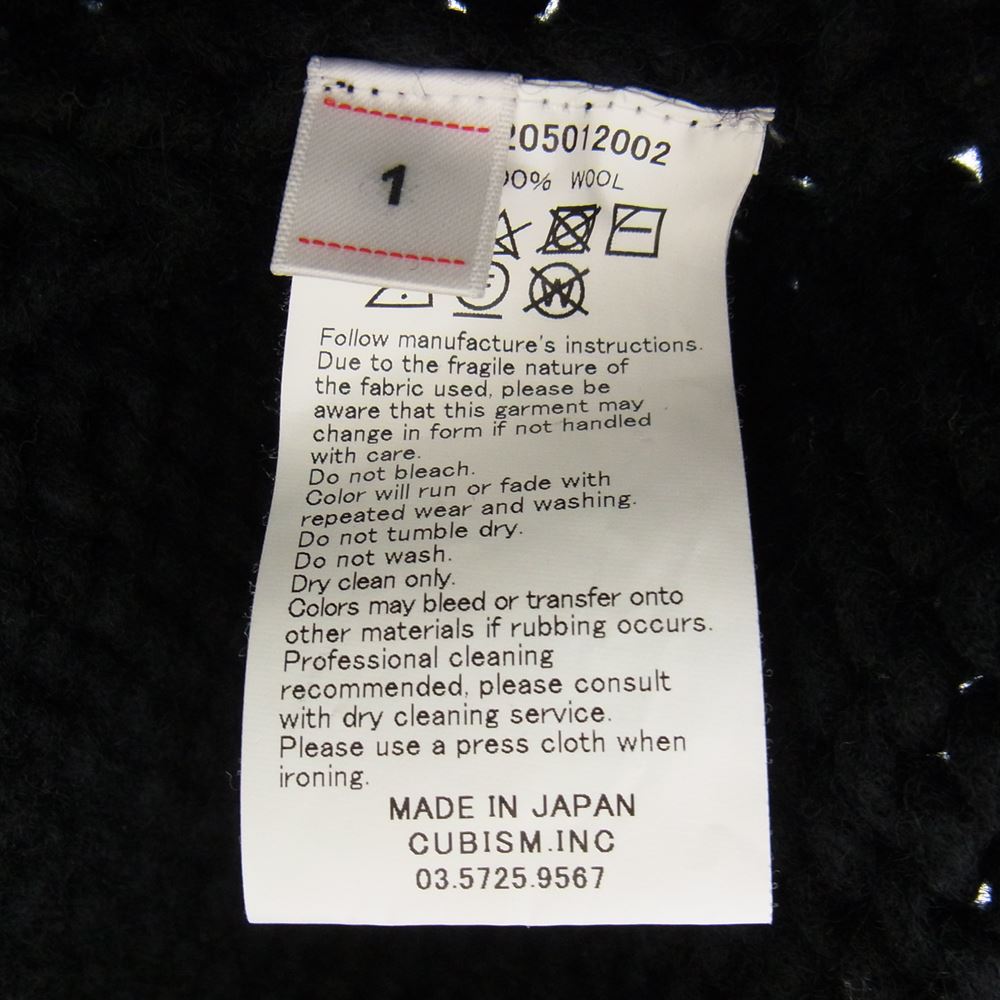 1
205012002
00% WOOL
W
Follow manufacture's instructions.
Due to the fragile nature of
the fabric used, please be
aware that this garment may
change in form if not handled
with care.
Do not bleach.
Color will run or fade with
repeated wear and washing.
Do not tumble dry.
Do not wash.
Dry clean only.
Colors may bleed or transfer onto
other materials if rubbing occurs.
Professional cleaning
recommended, please consult
with dry cleaning service.
Please use a press cloth when
ironing.
MADE IN JAPAN
CUBISM.INC
03.5725.9567